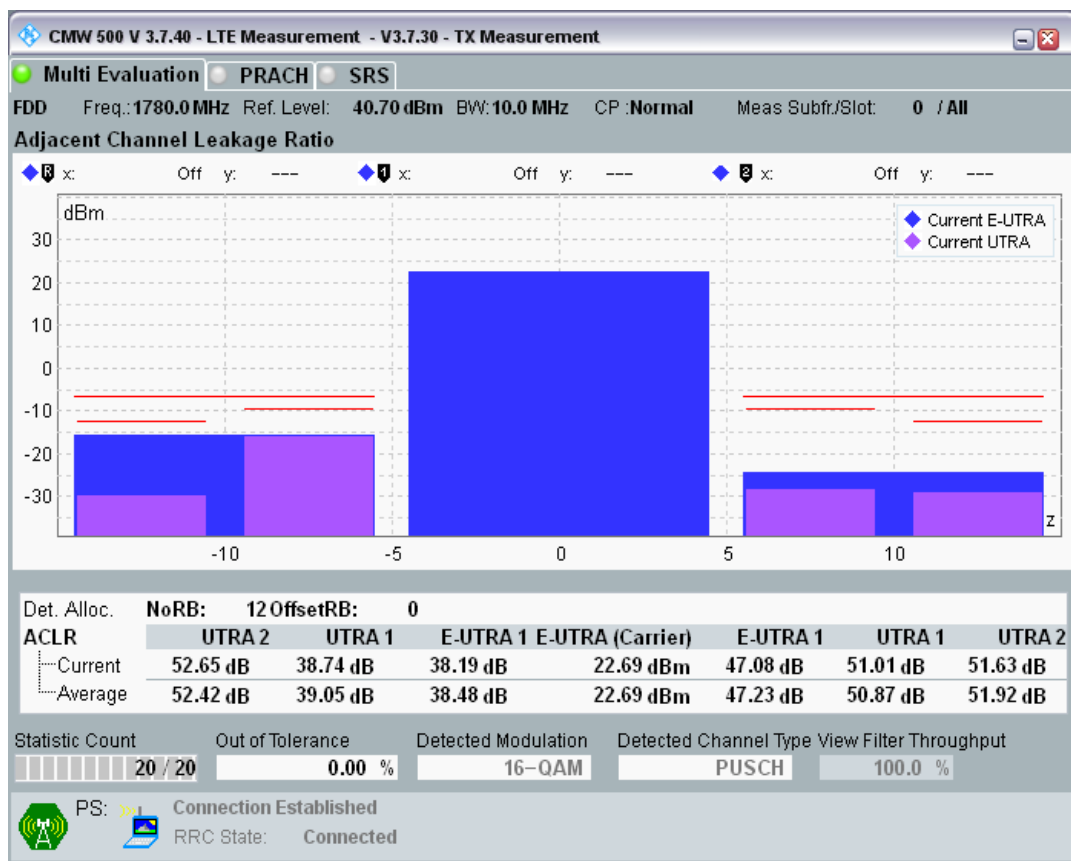 CMW 500 V 3.7.40 - LTE Measurement - V3.7.30 - TX Measurement
Multi Evaluation PRACH SRS
FDD Freq.: 1780.0 MHz Ref. Level: 40.70 dBm BW: 10.0 MHz CP : Normal Meas Subfr./Slot: 0 / All
Adjacent Channel Leakage Ratio
R x: Off y: --- 1 x: Off y: --- 2 x: Off y: ---
dBm
Current E-UTRA
Current UTRA
30
20
10
0
-10
-20
-30
z
-10 -5 0 5 10
Det. Alloc. NoRB: 12 OffsetRB: 0
ACLR UTRA 2 UTRA 1 E-UTRA 1 E-UTRA (Carrier) E-UTRA 1 UTRA 1 UTRA 2
Current 52.65 dB 38.74 dB 38.19 dB 22.69 dBm 47.08 dB 51.01 dB 51.63 dB
Average 52.42 dB 39.05 dB 38.48 dB 22.69 dBm 47.23 dB 50.87 dB 51.92 dB
Statistic Count Out of Tolerance Detected Modulation Detected Channel Type View Filter Throughput
20 / 20 0.00 % 16-QAM PUSCH 100.0 %
PS: Connection Established
RRC State: Connected